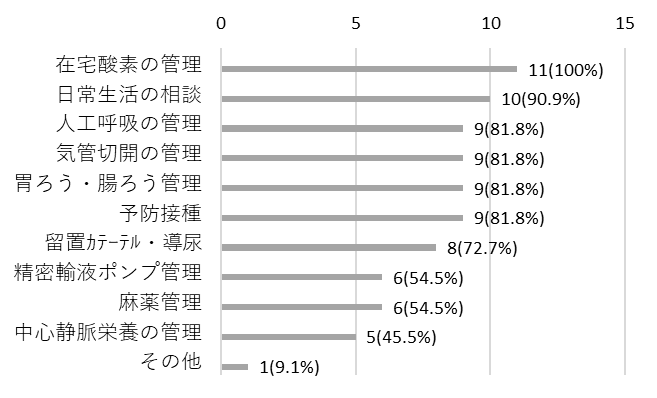 0 5 10 15
在宅酸素の管理 11(100%)
日常生活の相談 10(90.9%)
人工呼吸の管理 9(81.8%)
気管切開の管理 9(81.8%)
胃ろう・腸ろう管理 9(81.8%)
予防接種 9(81.8%)
留置ｶﾃｰﾃﾙ・導尿 8(72.7%)
精密輸液ポンプ管理 6(54.5%)
麻薬管理 6(54.5%)
中心静脈栄養の管理 5(45.5%)
その他 1(9.1%)